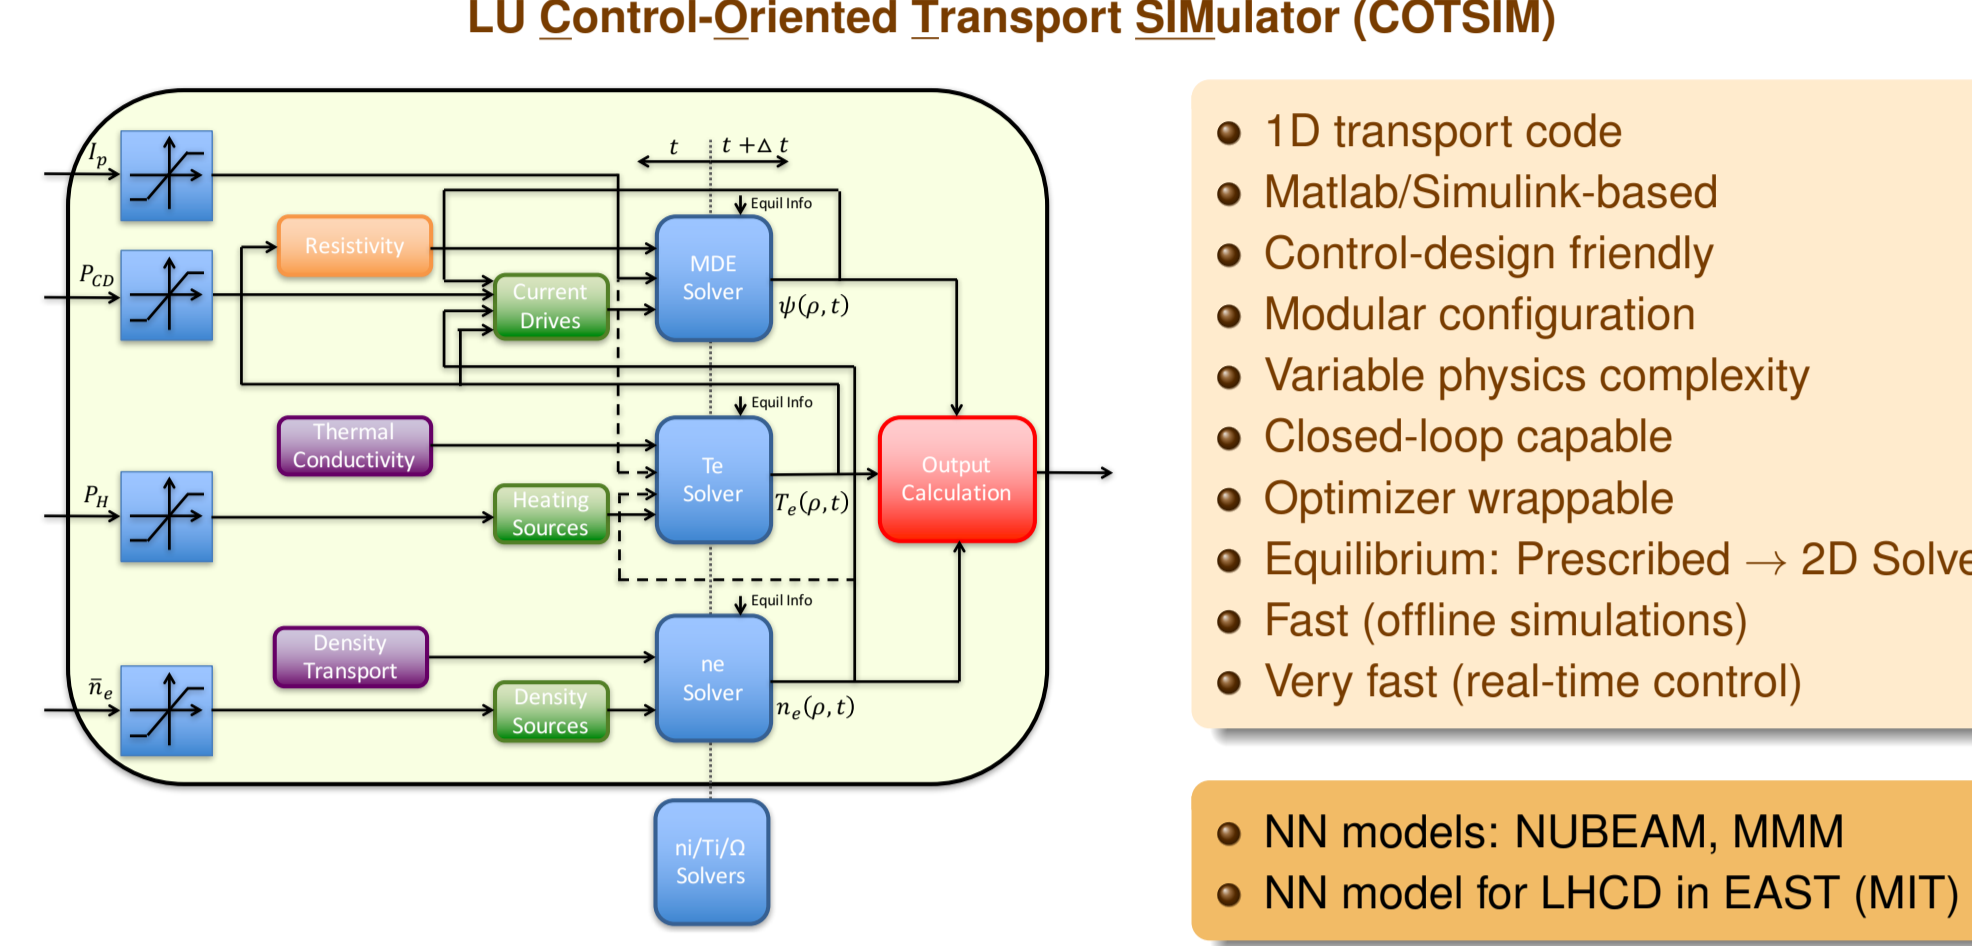 LU Control-Oriented Transport SIMulator (COTSIM)
I_p
t
t + Δ t
Equil Info
Resistivity
P_CD
MDE
Solver
Current
Drives
ψ(ρ, t)
Equil Info
Thermal
Conductivity
Te
Solver
Output
Calculation
P_H
Heating
Sources
T_e(ρ, t)
Equil Info
Density
Transport
ne
Solver
n̄_e
Density
Sources
n_e(ρ, t)
ni/Ti/Ω
Solvers
1D transport code
Matlab/Simulink-based
Control-design friendly
Modular configuration
Variable physics complexity
Closed-loop capable
Optimizer wrappable
Equilibrium: Prescribed → 2D Solve
Fast (offline simulations)
Very fast (real-time control)
NN models: NUBEAM, MMM
NN model for LHCD in EAST (MIT)